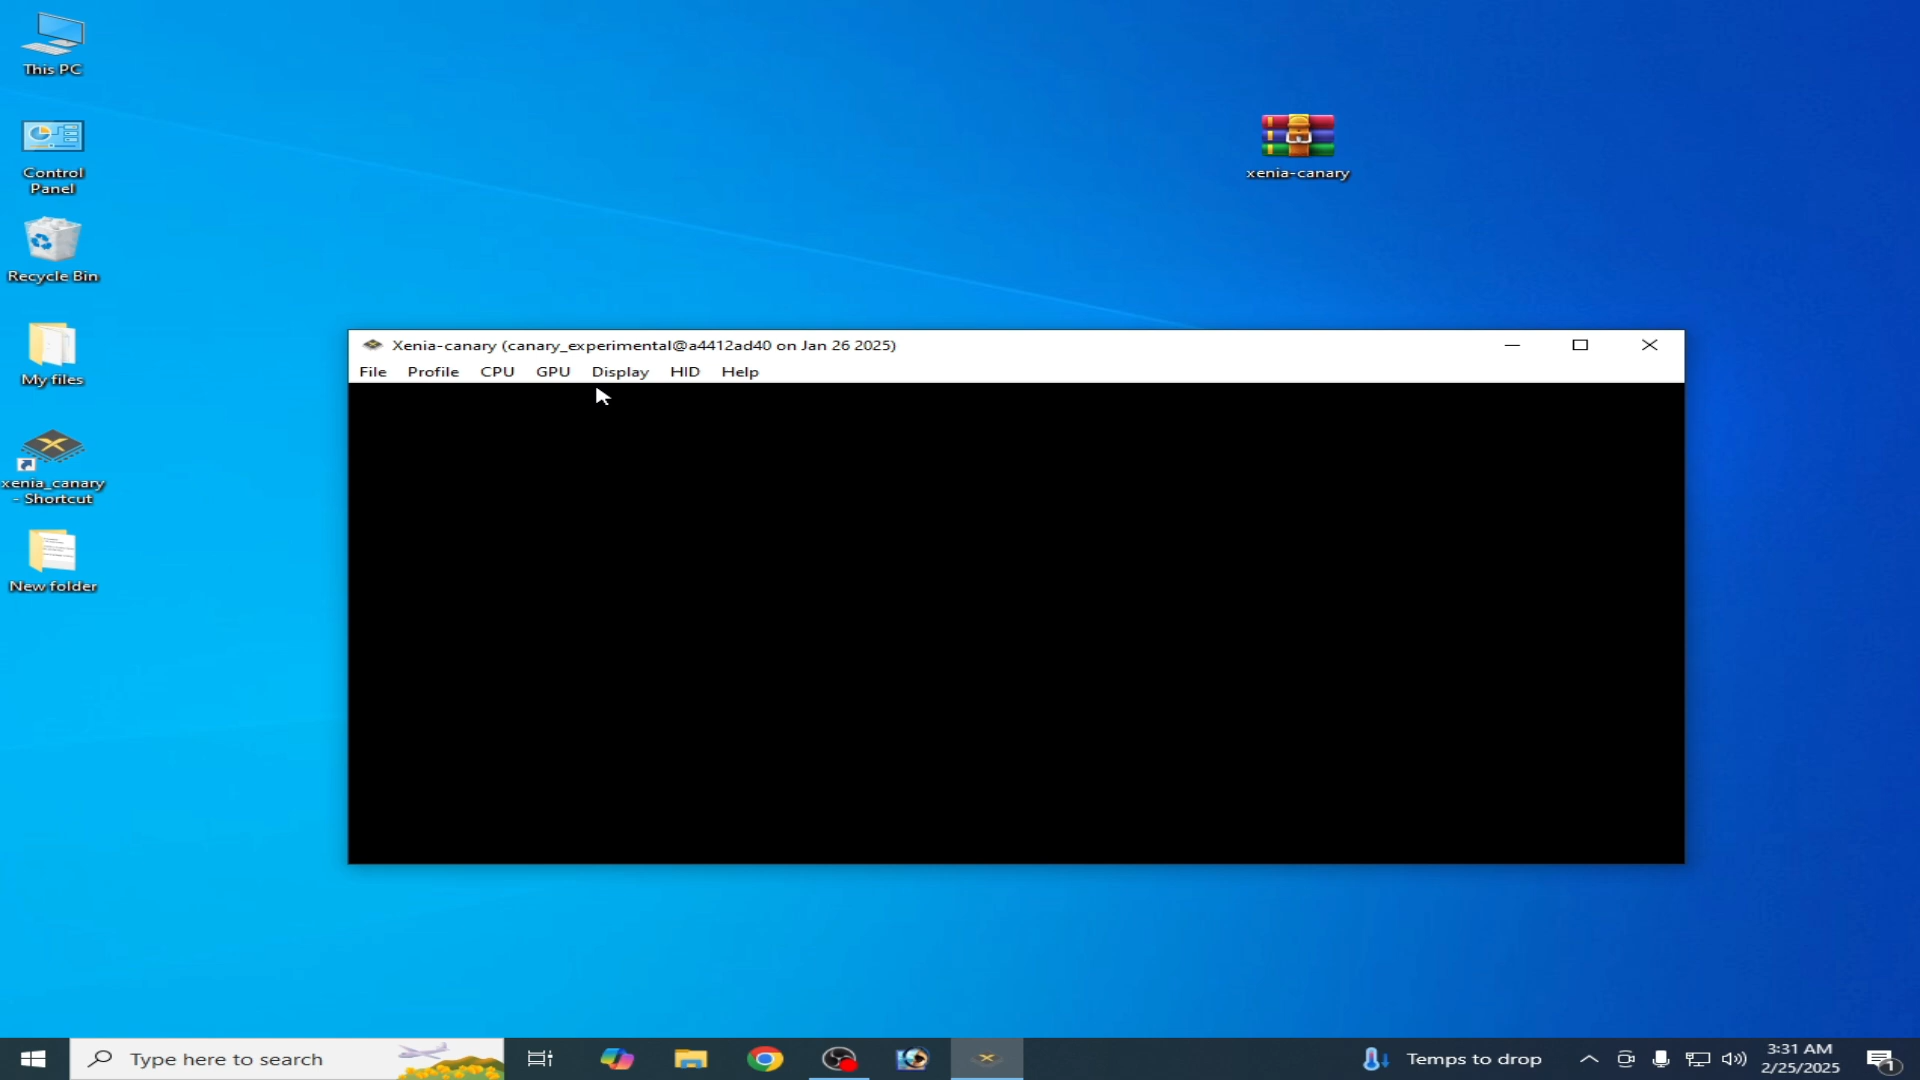 This PC
Control
Panel
Recycle Bin
My files
xenia_canary
- Shortcut
New folder
xenia-canary
Xenia-canary (canary_experimental@a4412ad40 on Jan 26 2025)
File Profile CPU GPU Display HID Help
Type here to search
Temps to drop
3:31 AM
2/25/2025
1